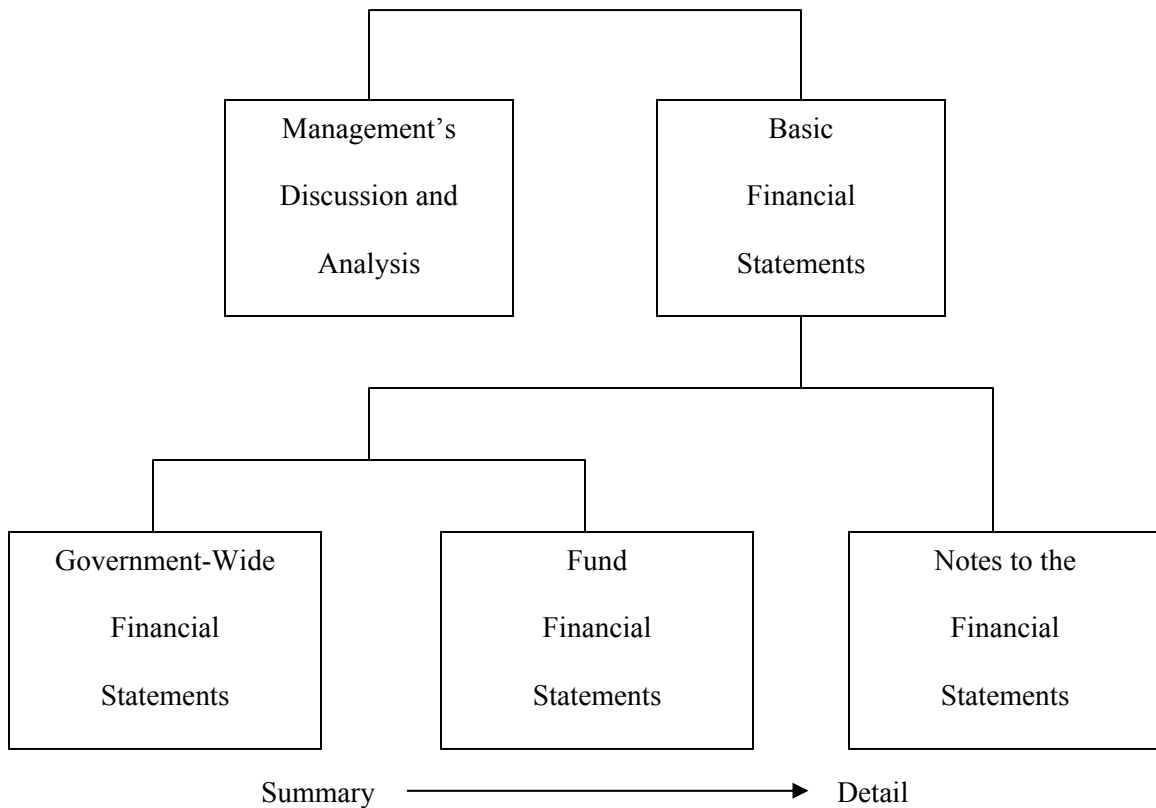 Management’s
Discussion and
Analysis
Basic
Financial
Statements
Government-Wide
Financial
Statements
Fund
Financial
Statements
Notes to the
Financial
Statements
Summary
Detail